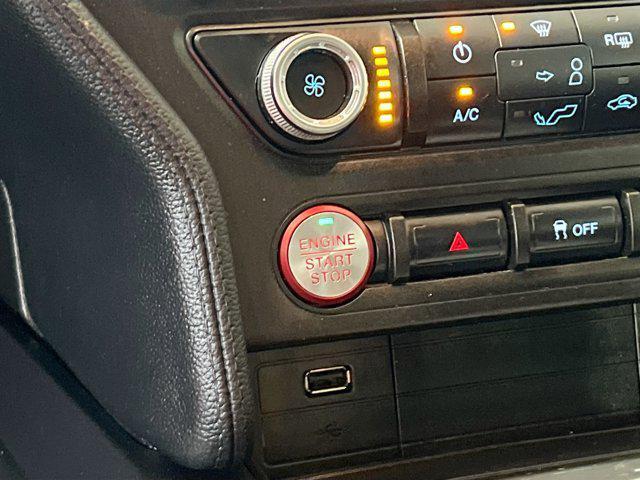 R
A/C
ENGINE
START
STOP
OFF